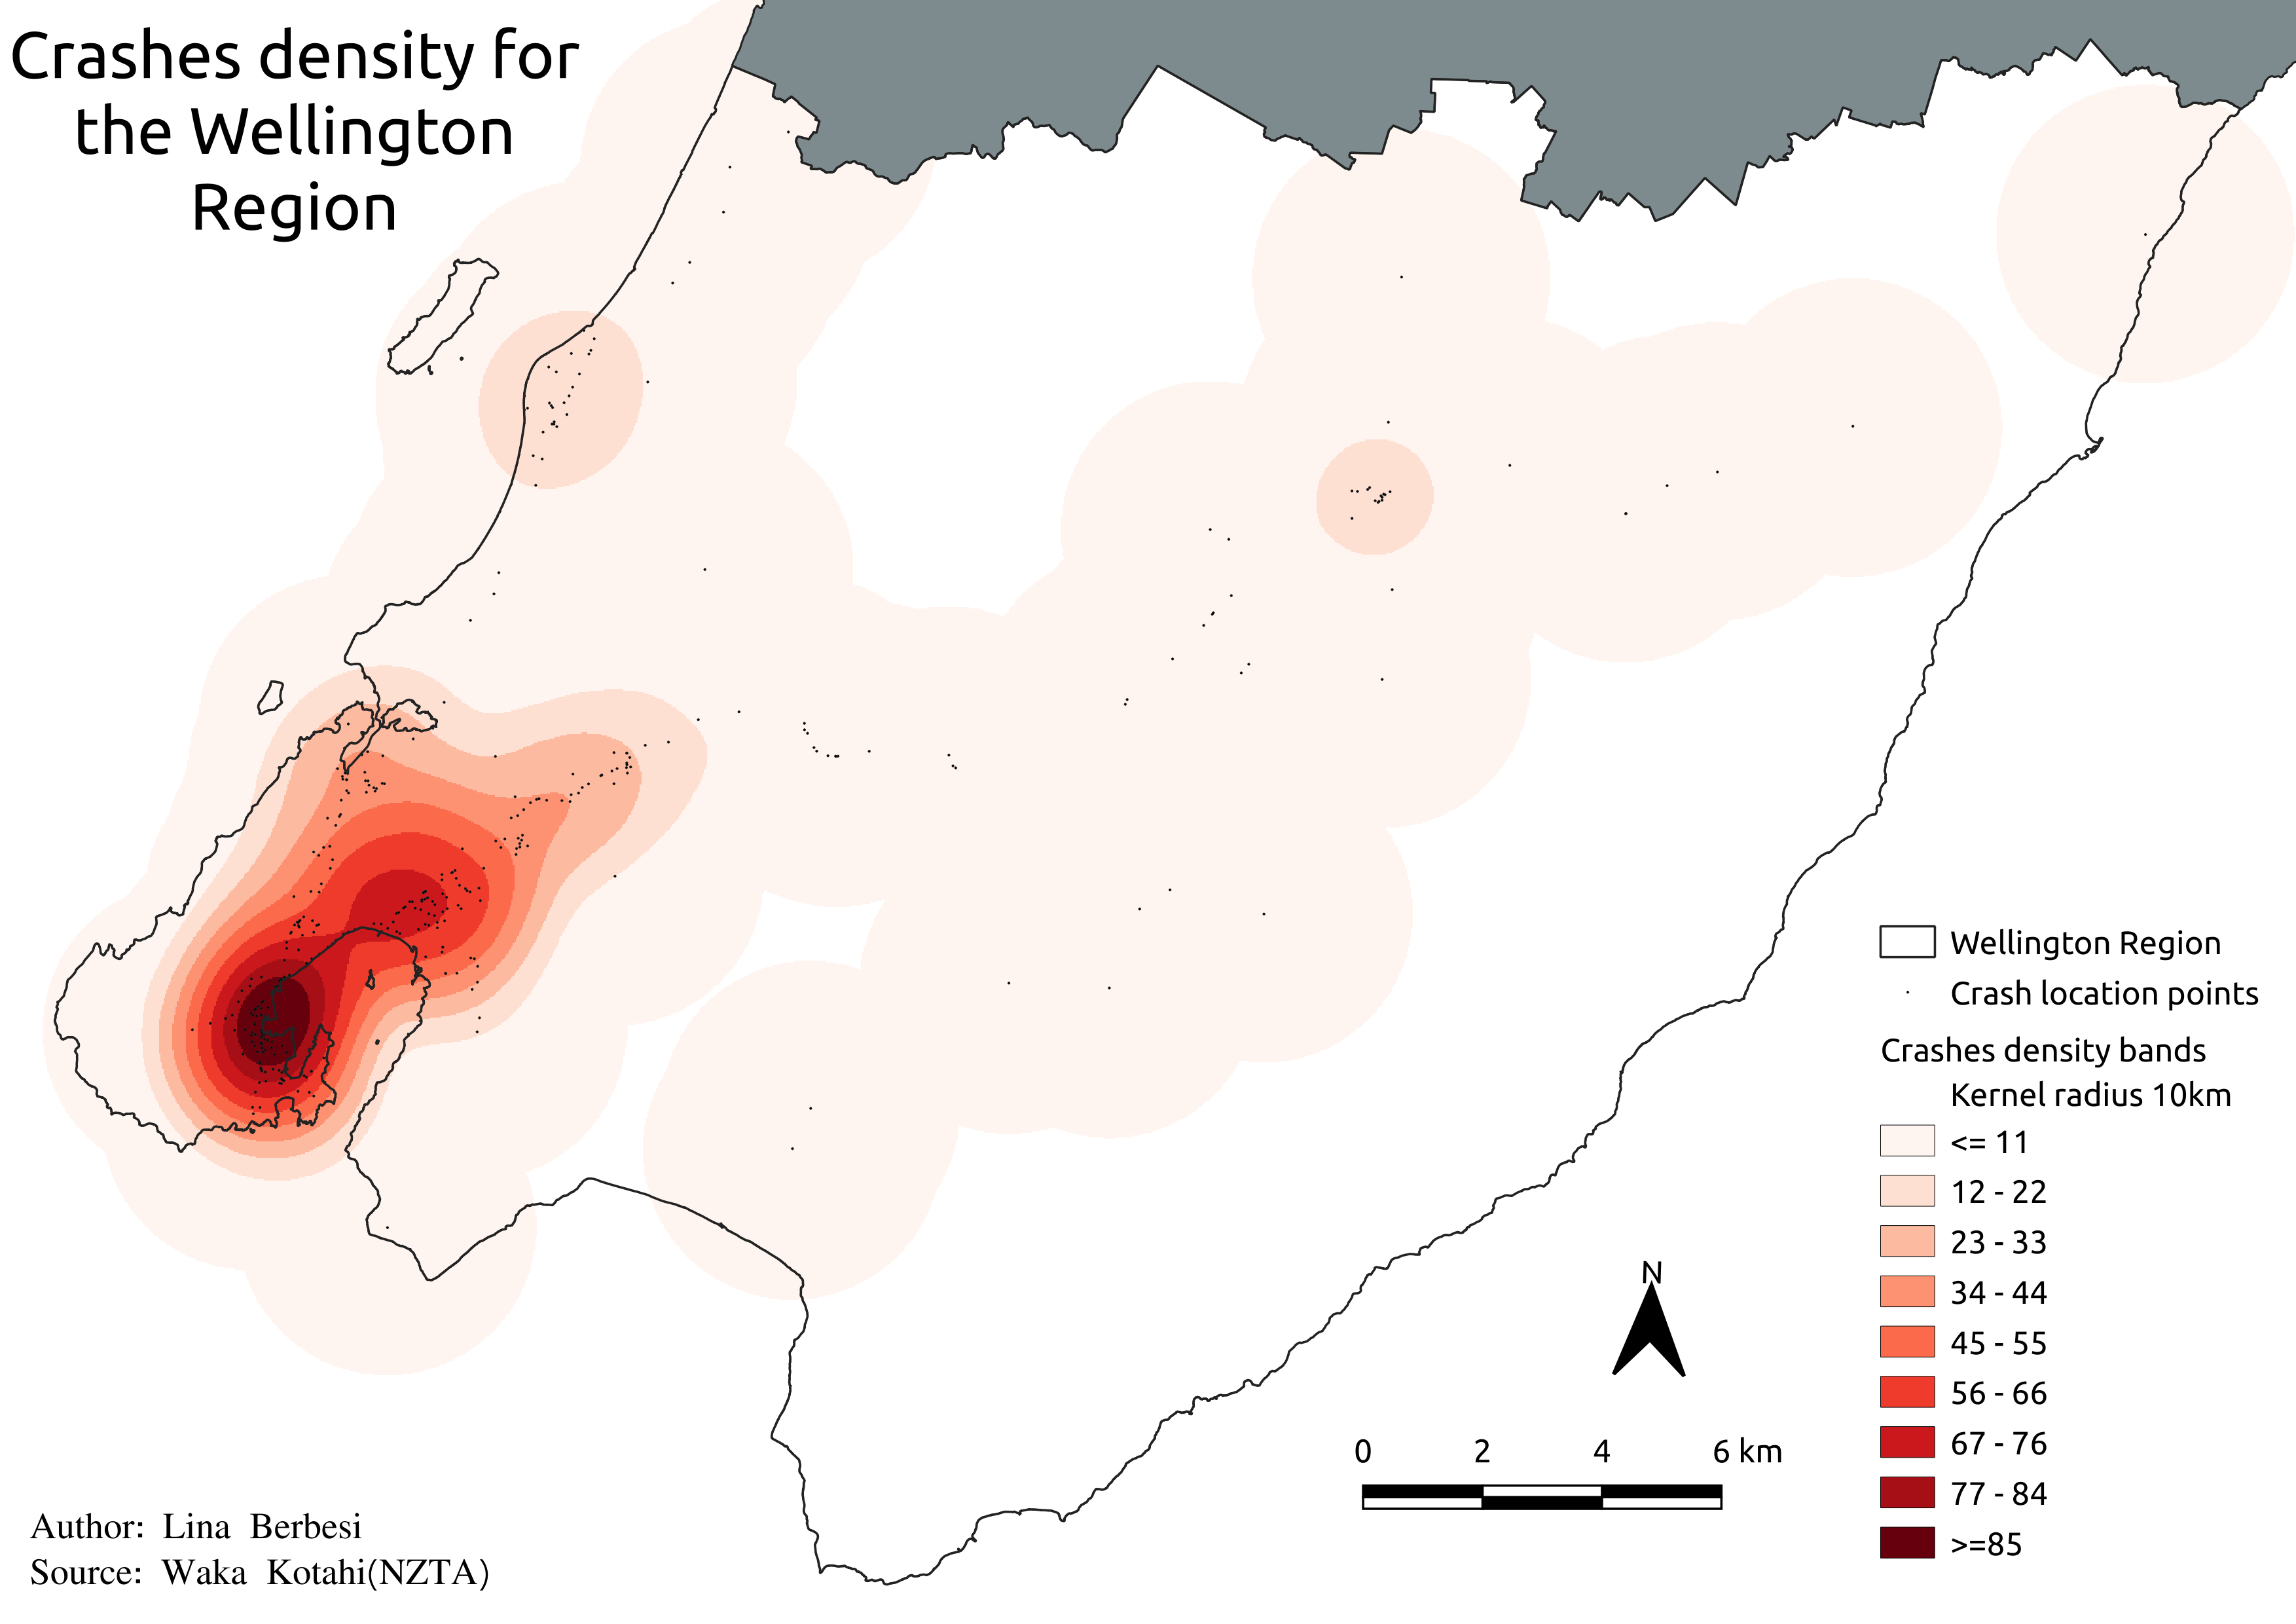 Crashes density for
the Wellington
Region
Wellington Region
Crash location points
Crashes density bands
Kernel radius 10km
<= 11
12 - 22
23 - 33
34 - 44
45 - 55
56 - 66
67 - 76
77 - 84
>=85
N
0 2 4 6 km
Author: Lina Berbesi
Source: Waka Kotahi(NZTA)